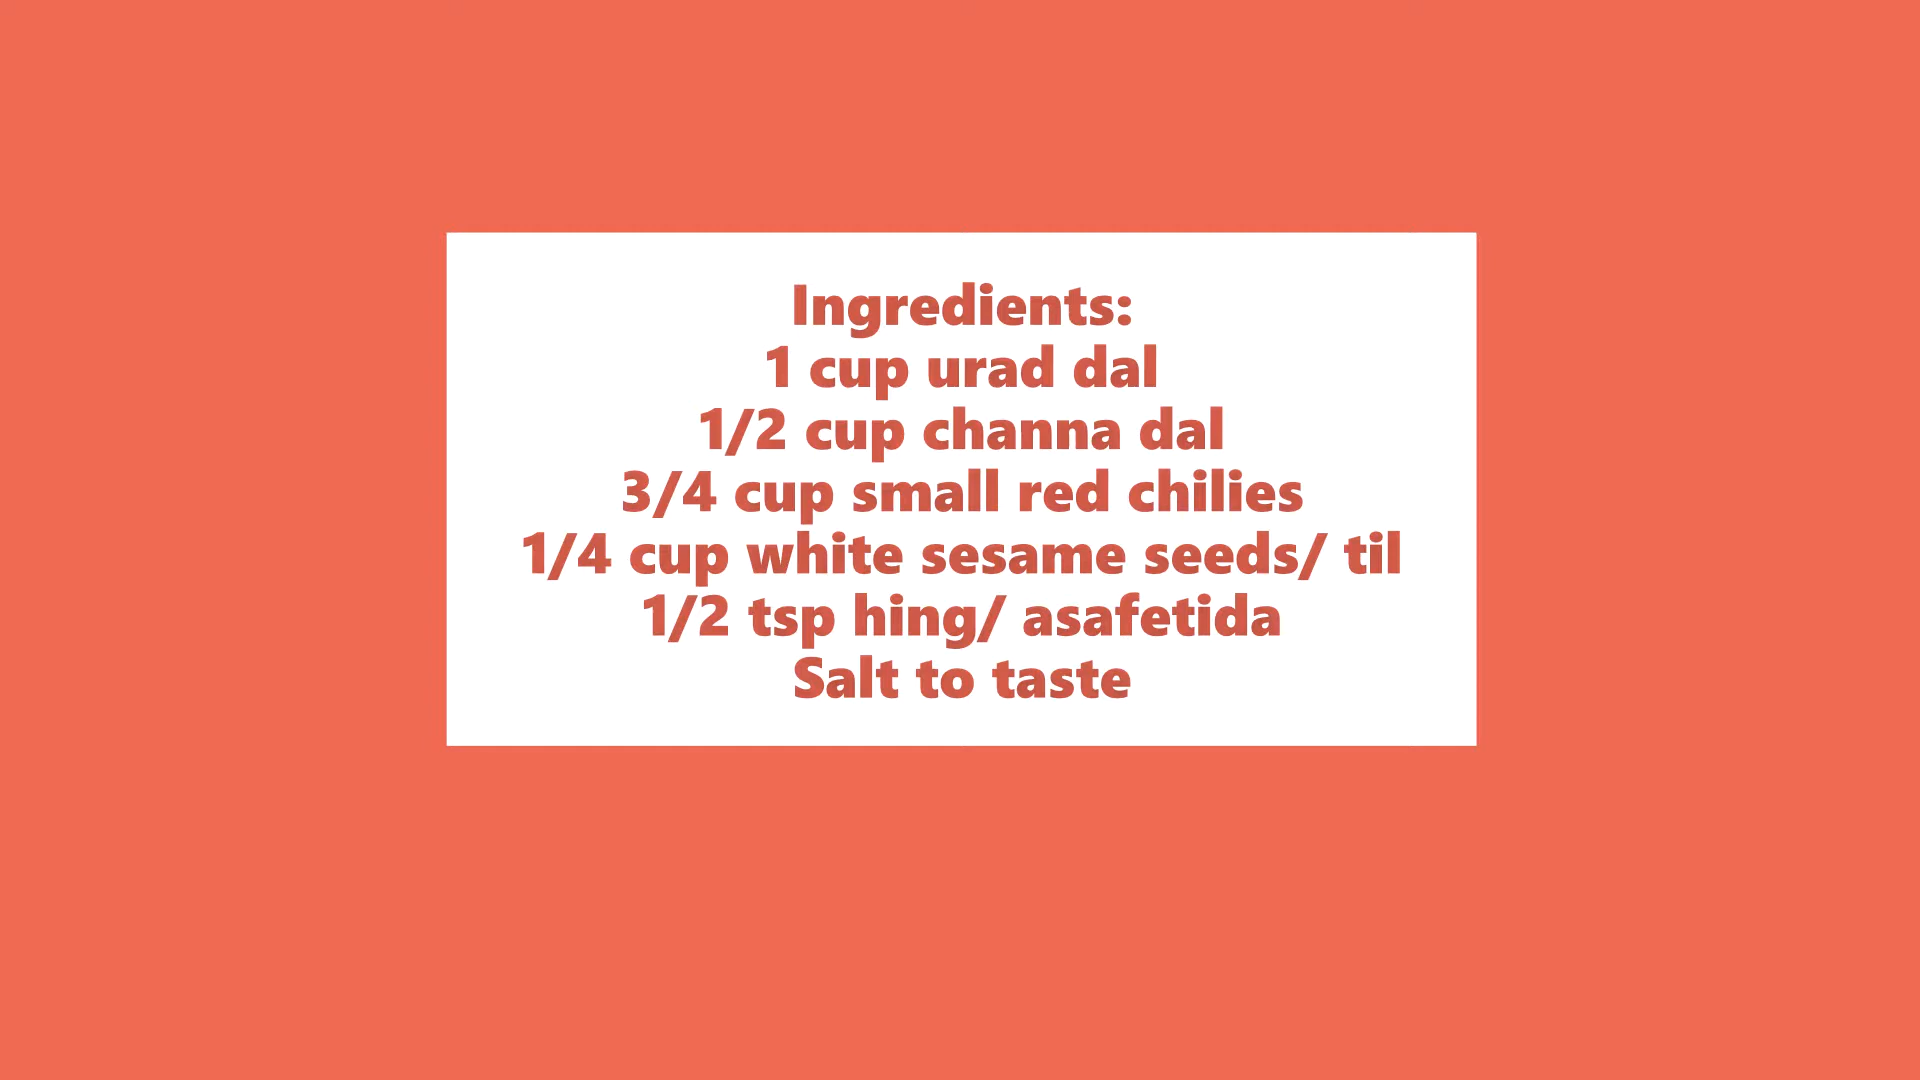 Ingredients:
1 cup urad dal
1/2 cup channa dal
3/4 cup small red chilies
1/4 cup white sesame seeds/ til
1/2 tsp hing/ asafetida
Salt to taste